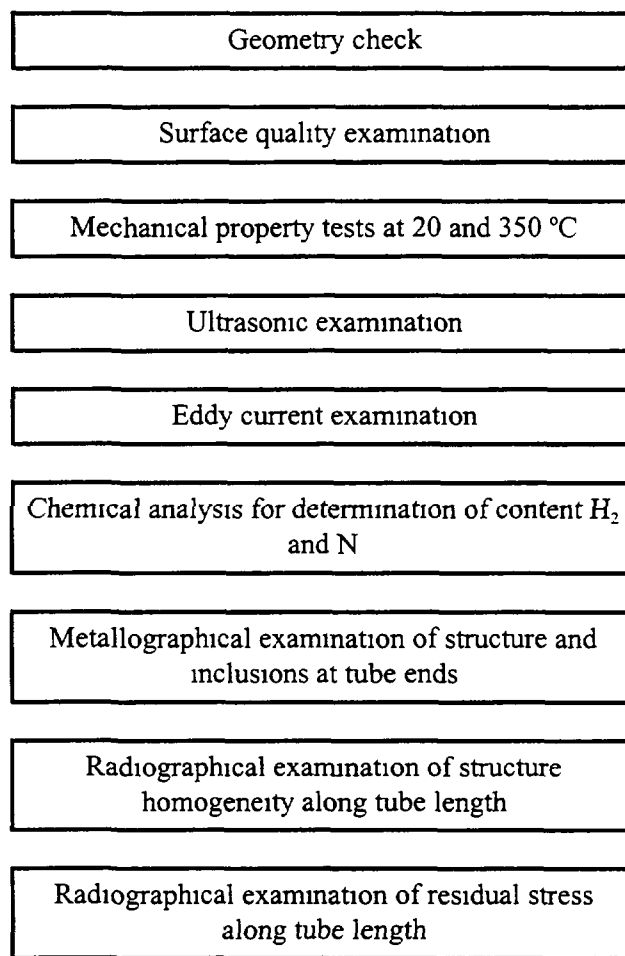 Geometry check
Surface quality examination
Mechanical property tests at 20 and 350 ºC
Ultrasonic examination
Eddy current examination
Chemical analysis for determination of content H₂
and N
Metallographical examination of structure and
inclusions at tube ends
Radiographical examination of structure
homogeneity along tube length
Radiographical examination of residual stress
along tube length